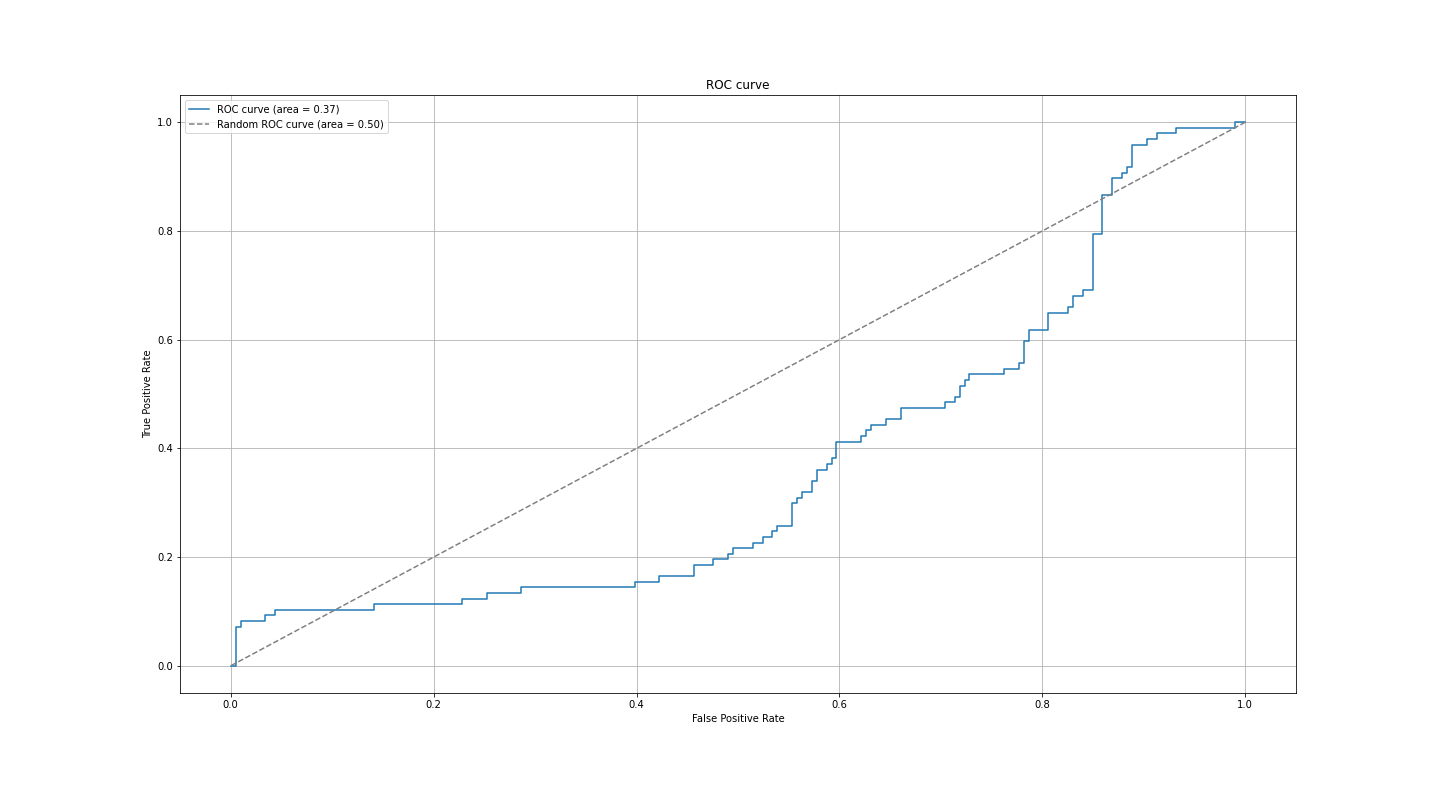 ROC curve
ROC curve (area = 0.37)
Random ROC curve (area = 0.50)
1.0
0.8
0.6
0.4
0.2
0.0
True Positive Rate
0.0 0.2 0.4 0.6 0.8 1.0
False Positive Rate